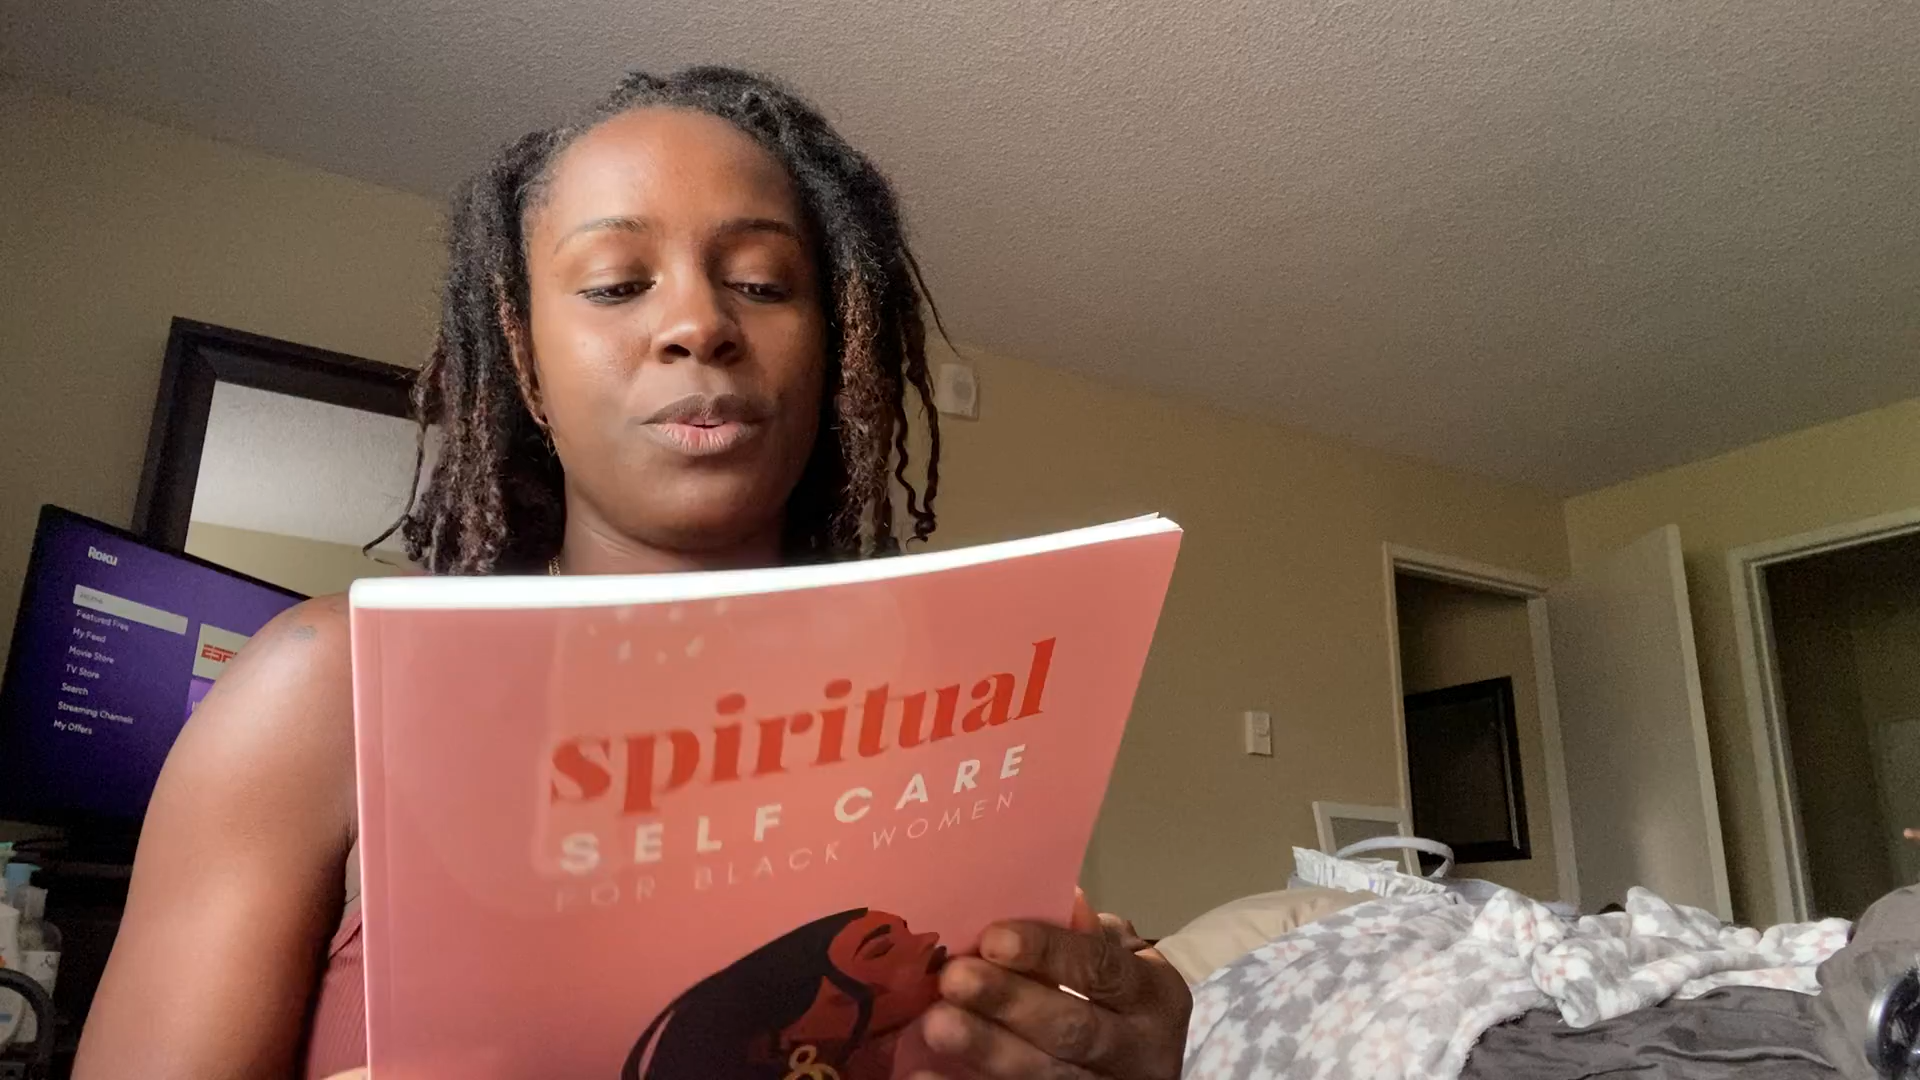 Roku
Home
Featured Free
My Feed
Movie Store
TV Store
Search
Streaming Channels
My Offers
spiritual
SELF CARE
FOR BLACK WOMEN